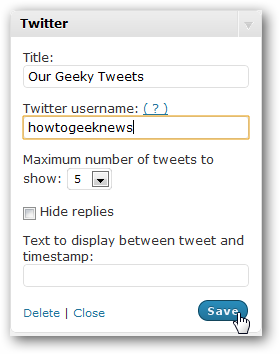 Twitter
Title:
Our Geeky Tweets
Twitter username: ( ? )
howtogeeknews
Maximum number of tweets to
show: 5
Hide replies
Text to display between tweet and
timestamp:
Delete | Close
Save